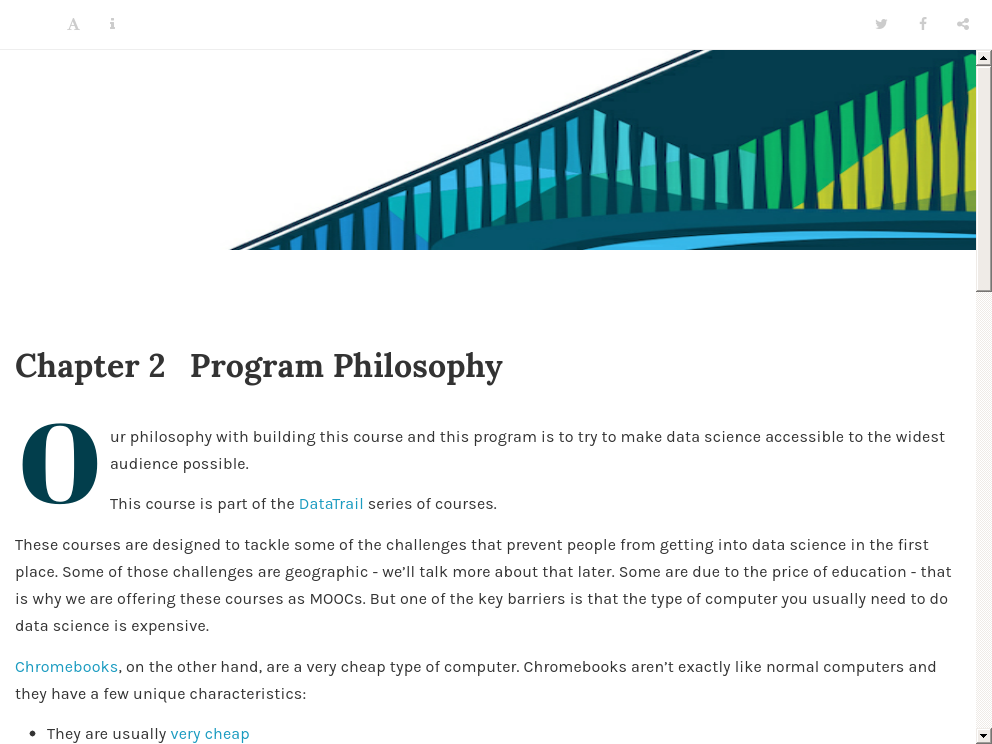 A i
Chapter 2 Program Philosophy
Our philosophy with building this course and this program is to try to make data science accessible to the widest
audience possible.
This course is part of the DataTrail series of courses.
These courses are designed to tackle some of the challenges that prevent people from getting into data science in the first
place. Some of those challenges are geographic - we’ll talk more about that later. Some are due to the price of education - that
is why we are offering these courses as MOOCs. But one of the key barriers is that the type of computer you usually need to do
data science is expensive.
Chromebooks, on the other hand, are a very cheap type of computer. Chromebooks aren’t exactly like normal computers and
they have a few unique characteristics:
• They are usually very cheap